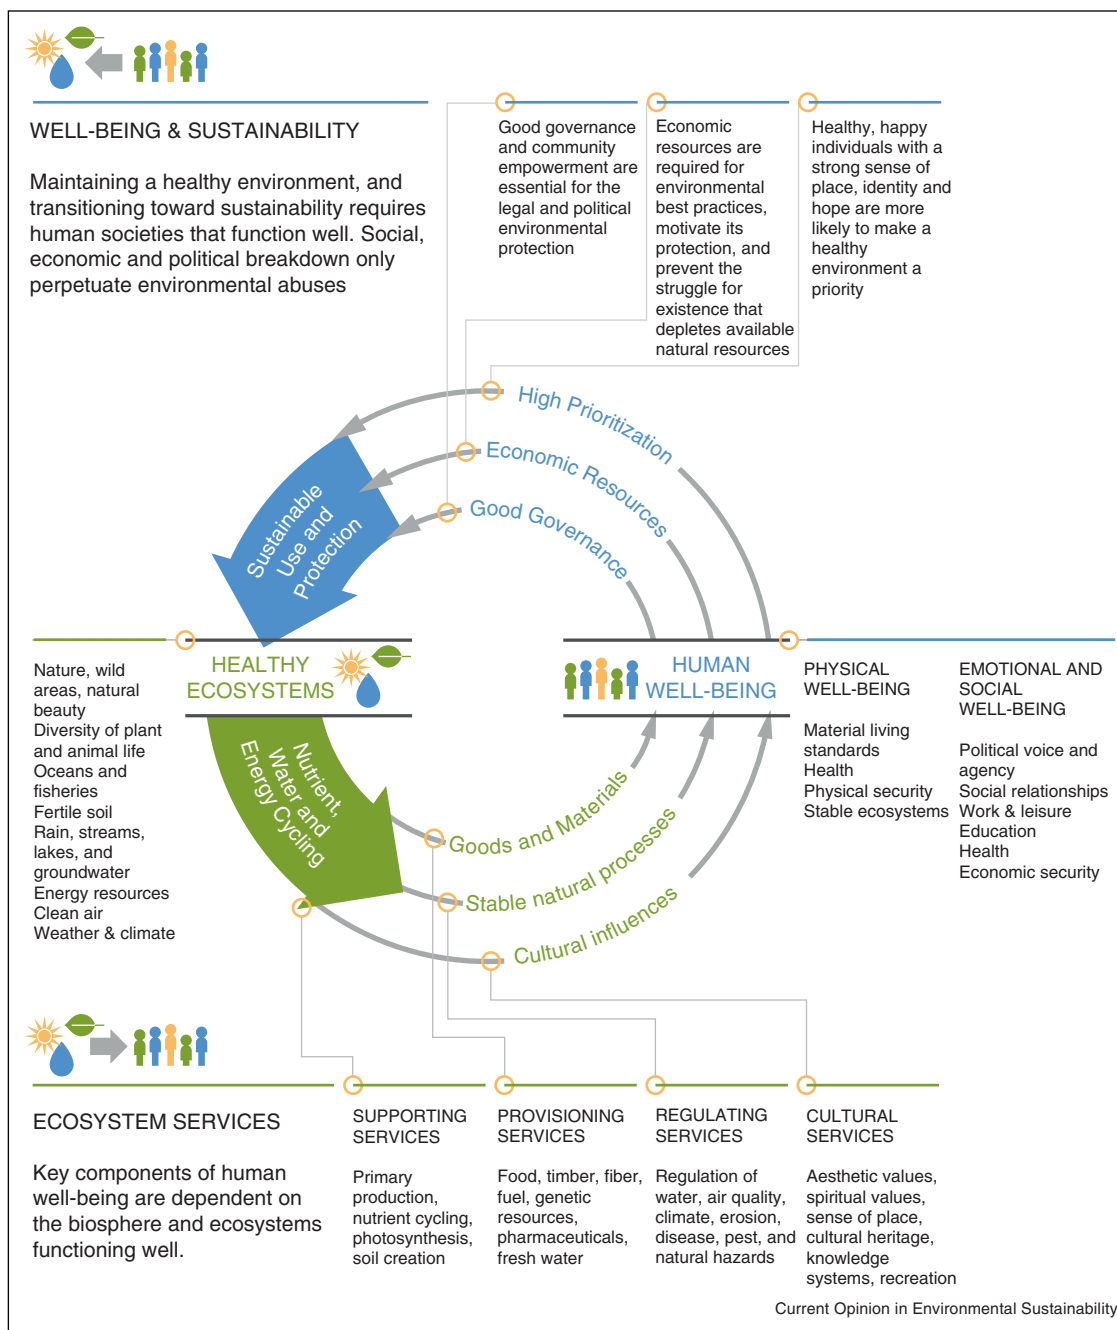 WELL-BEING & SUSTAINABILITY
Maintaining a healthy environment, and
transitioning toward sustainability requires
human societies that function well. Social,
economic and political breakdown only
perpetuate environmental abuses
Good governance
and community
empowerment are
essential for the
legal and political
environmental
protection
Economic
resources are
required for
environmental
best practices,
motivate its
protection, and
prevent the
struggle for
existence that
depletes available
natural resources
Healthy, happy
individuals with a
strong sense of
place, identity and
hope are more
likely to make a
healthy
environment a
priority
High Prioritization
Economic Resources
Good Governance
Sustainable
Use and
Protection
HEALTHY
ECOSYSTEMS
HUMAN
WELL-BEING
Nature, wild
areas, natural
beauty
Diversity of plant
and animal life
Oceans and
fisheries
Fertile soil
Rain, streams,
lakes, and
groundwater
Energy resources
Clean air
Weather & climate
PHYSICAL
WELL-BEING
Material living
standards
Health
Physical security
Stable ecosystems
EMOTIONAL AND
SOCIAL
WELL-BEING
Political voice and
agency
Social relationships
Work & leisure
Education
Health
Economic security
Nutrient,
Water and
Energy Cycling
Goods and Materials
Stable natural processes
Cultural influences
ECOSYSTEM SERVICES
Key components of human
well-being are dependent on
the biosphere and ecosystems
functioning well.
SUPPORTING
SERVICES
Primary
production,
nutrient cycling,
photosynthesis,
soil creation
PROVISIONING
SERVICES
Food, timber, fiber,
fuel, genetic
resources,
pharmaceuticals,
fresh water
REGULATING
SERVICES
Regulation of
water, air quality,
climate, erosion,
disease, pest, and
natural hazards
CULTURAL
SERVICES
Aesthetic values,
spiritual values,
sense of place,
cultural heritage,
knowledge
systems, recreation
Current Opinion in Environmental Sustainability